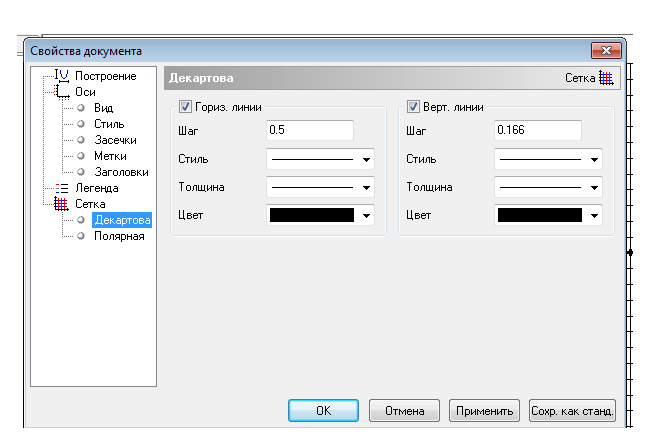 Свойства документа
Построение
Оси
Вид
Стиль
Засечки
Метки
Заголовки
Легенда
Сетка
Декартова
Полярная
Декартова
Сетка
Гориз. линии
Шаг 0.5
Стиль
Толщина
Цвет
Верт. линии
Шаг 0.166
Стиль
Толщина
Цвет
OK
Отмена
Применить
Сохр. как станд.